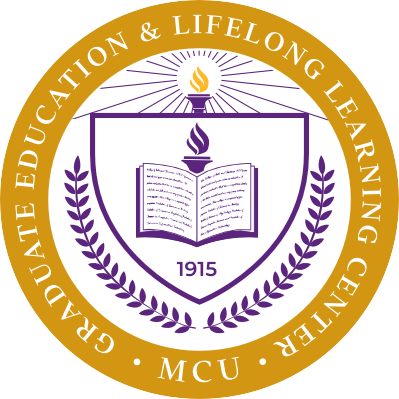 GRADUATE EDUCATION & LIFELONG LEARNING CENTER
1915
• MCU •